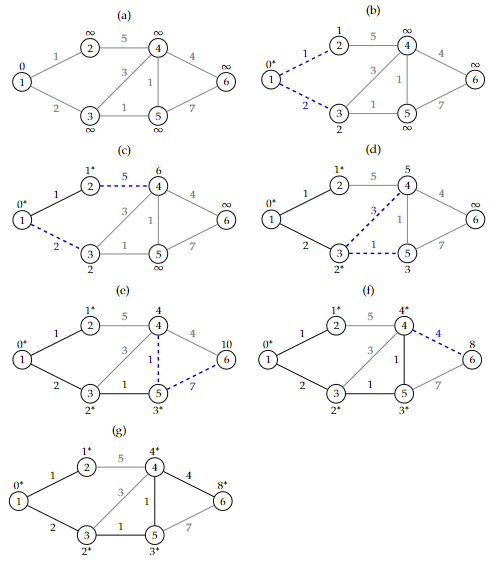 (a)
∞ ∞
1 2 5 4 4
0 ∞
1 3 1 6
2 3 1 5 7
∞ ∞
(b)
1 ∞
1 2 5 4 4
0* ∞
1 3 1 6
2 3 1 5 7
2 ∞
(c)
1* 6
1 2 5 4 4
0* ∞
1 3 1 6
2 3 1 5 7
2 ∞
(d)
1* 5
1 2 5 4 4
0* ∞
1 3 1 6
2 3 1 5 7
2* 3
(e)
1* 4
1 2 5 4 4
0* 10
1 3 1 6
2 3 1 5 7
2* 3*
(f)
1* 4*
1 2 5 4 4
0* 8
1 3 1 6
2 3 1 5 7
2* 3*
(g)
1* 4*
1 2 5 4 4
0* 8*
1 3 1 6
2 3 1 5 7
2* 3*